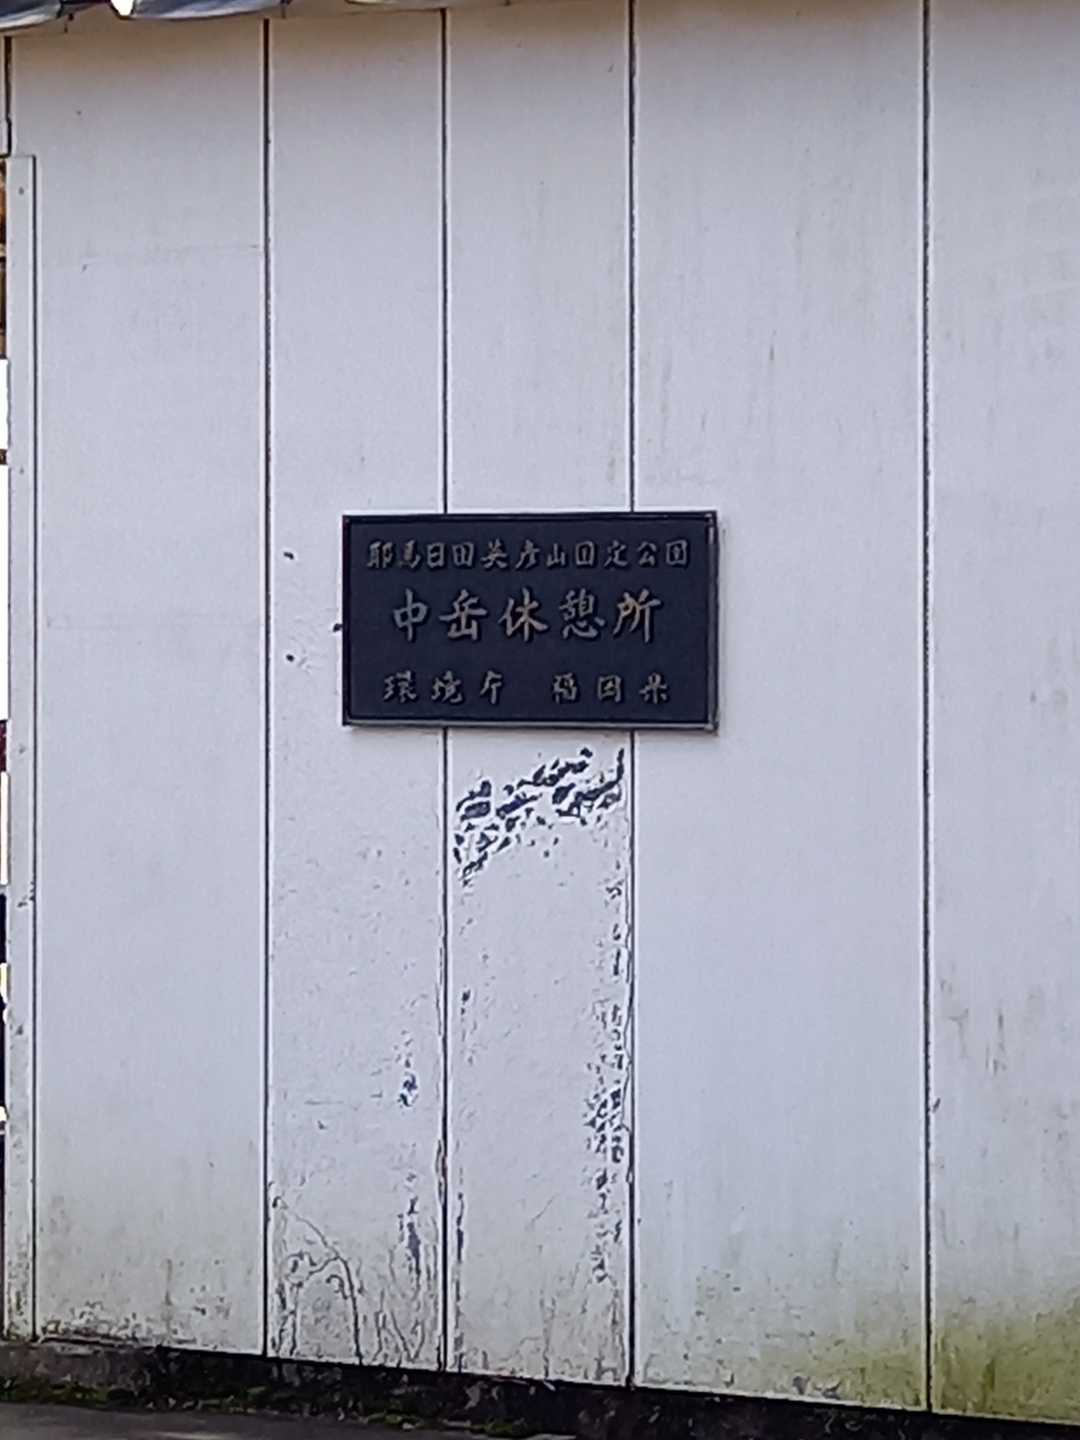 耶馬日田英彦山国定公園
中岳休憩所
環境庁 福岡県